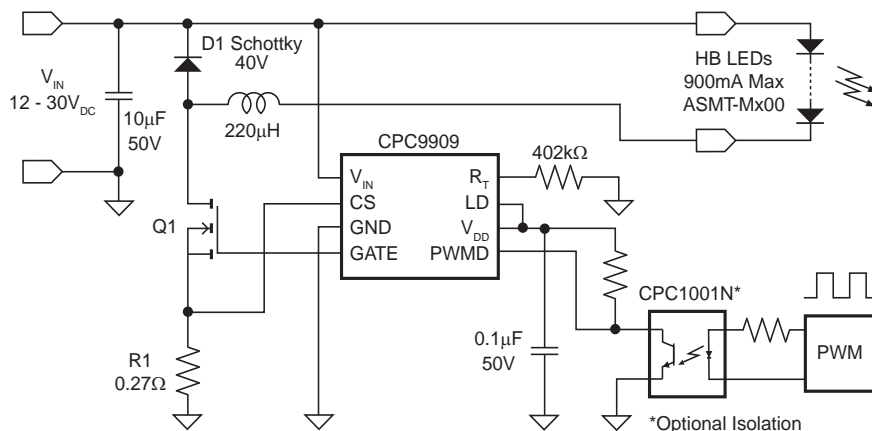 D1 Schottky
40V
HB LEDs
900mA Max
ASMT-Mx00
VIN
12 - 30VDC
10μF
50V
220μH
CPC9909
402kΩ
VIN
CS
GND
GATE
RT
LD
VDD
PWMD
Q1
CPC1001N*
0.1μF
50V
PWM
R1
0.27Ω
*Optional Isolation